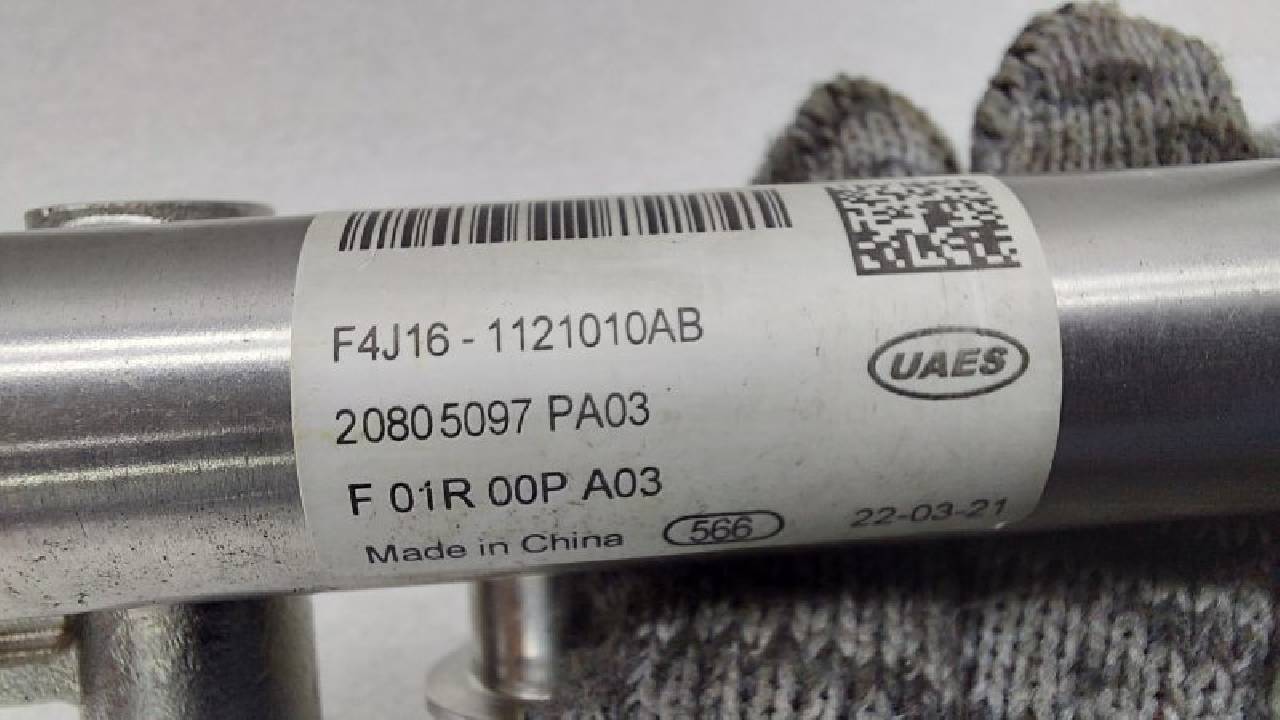 F4J16 - 1121010AB
UAES
20805097 PA03
F 01R 00P A03
Made in China 566 22-03-21